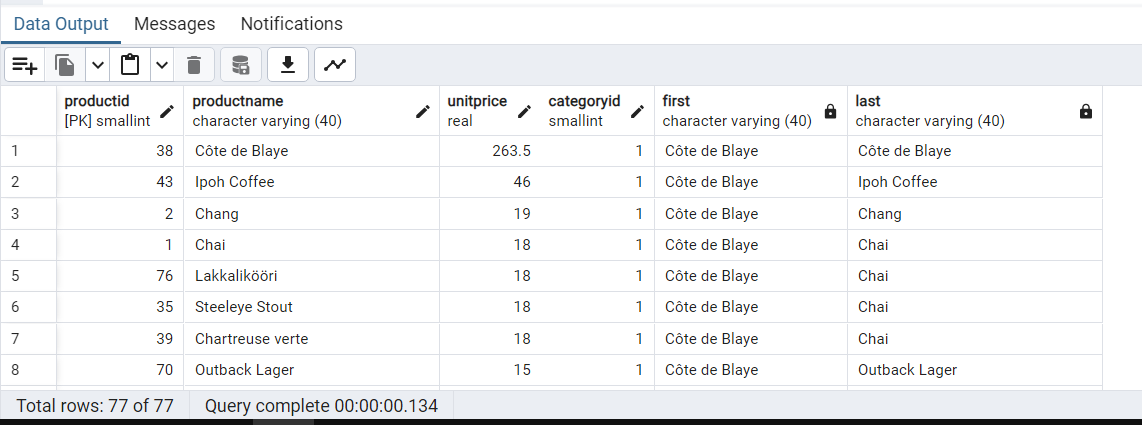 Data Output Messages Notifications
productid productname unitprice categoryid first last
[PK] smallint character varying (40) real smallint character varying (40) character varying (40)
1 38 Côte de Blaye 263.5 1 Côte de Blaye Côte de Blaye
2 43 Ipoh Coffee 46 1 Côte de Blaye Ipoh Coffee
3 2 Chang 19 1 Côte de Blaye Chang
4 1 Chai 18 1 Côte de Blaye Chai
5 76 Lakkalikööri 18 1 Côte de Blaye Chai
6 35 Steeleye Stout 18 1 Côte de Blaye Chai
7 39 Chartreuse verte 18 1 Côte de Blaye Chai
8 70 Outback Lager 15 1 Côte de Blaye Outback Lager
Total rows: 77 of 77 Query complete 00:00:00.134